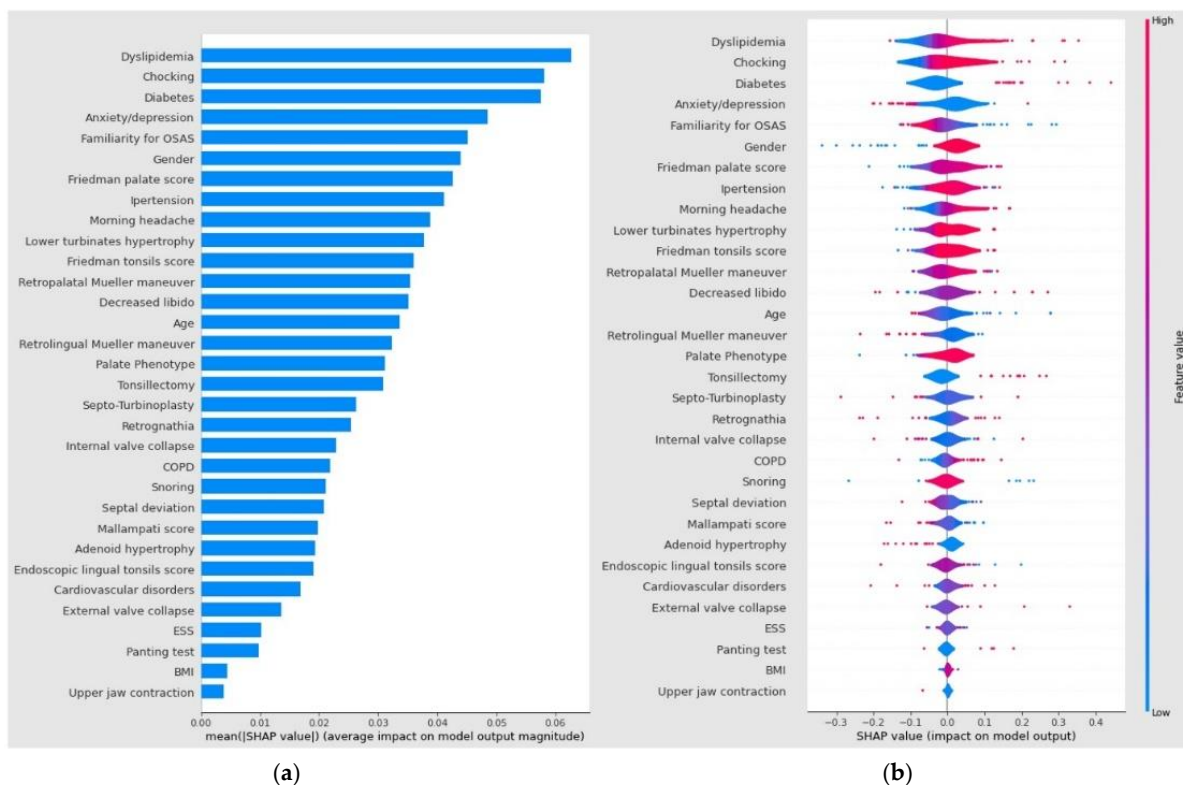 Dyslipidemia
Chocking
Diabetes
Anxiety/depression
Familiarity for OSAS
Gender
Friedman palate score
Ipertension
Morning headache
Lower turbinates hypertrophy
Friedman tonsils score
Retropalatal Mueller maneuver
Decreased libido
Age
Retrolingual Mueller maneuver
Palate Phenotype
Tonsillectomy
Septo-Turbinoplasty
Retrognathia
Internal valve collapse
COPD
Snoring
Septal deviation
Mallampati score
Adenoid hypertrophy
Endoscopic lingual tonsils score
Cardiovascular disorders
External valve collapse
ESS
Panting test
BMI
Upper jaw contraction
0.00 0.01 0.02 0.03 0.04 0.05 0.06
mean(|SHAP value|) (average impact on model output magnitude)
(a)
Dyslipidemia
Chocking
Diabetes
Anxiety/depression
Familiarity for OSAS
Gender
Friedman palate score
Ipertension
Morning headache
Lower turbinates hypertrophy
Friedman tonsils score
Retropalatal Mueller maneuver
Decreased libido
Age
Retrolingual Mueller maneuver
Palate Phenotype
Tonsillectomy
Septo-Turbinoplasty
Retrognathia
Internal valve collapse
COPD
Snoring
Septal deviation
Mallampati score
Adenoid hypertrophy
Endoscopic lingual tonsils score
Cardiovascular disorders
External valve collapse
ESS
Panting test
BMI
Upper jaw contraction
−0.3 −0.2 −0.1 0.0 0.1 0.2 0.3 0.4
SHAP value (impact on model output)
High
Feature value
Low
(b)